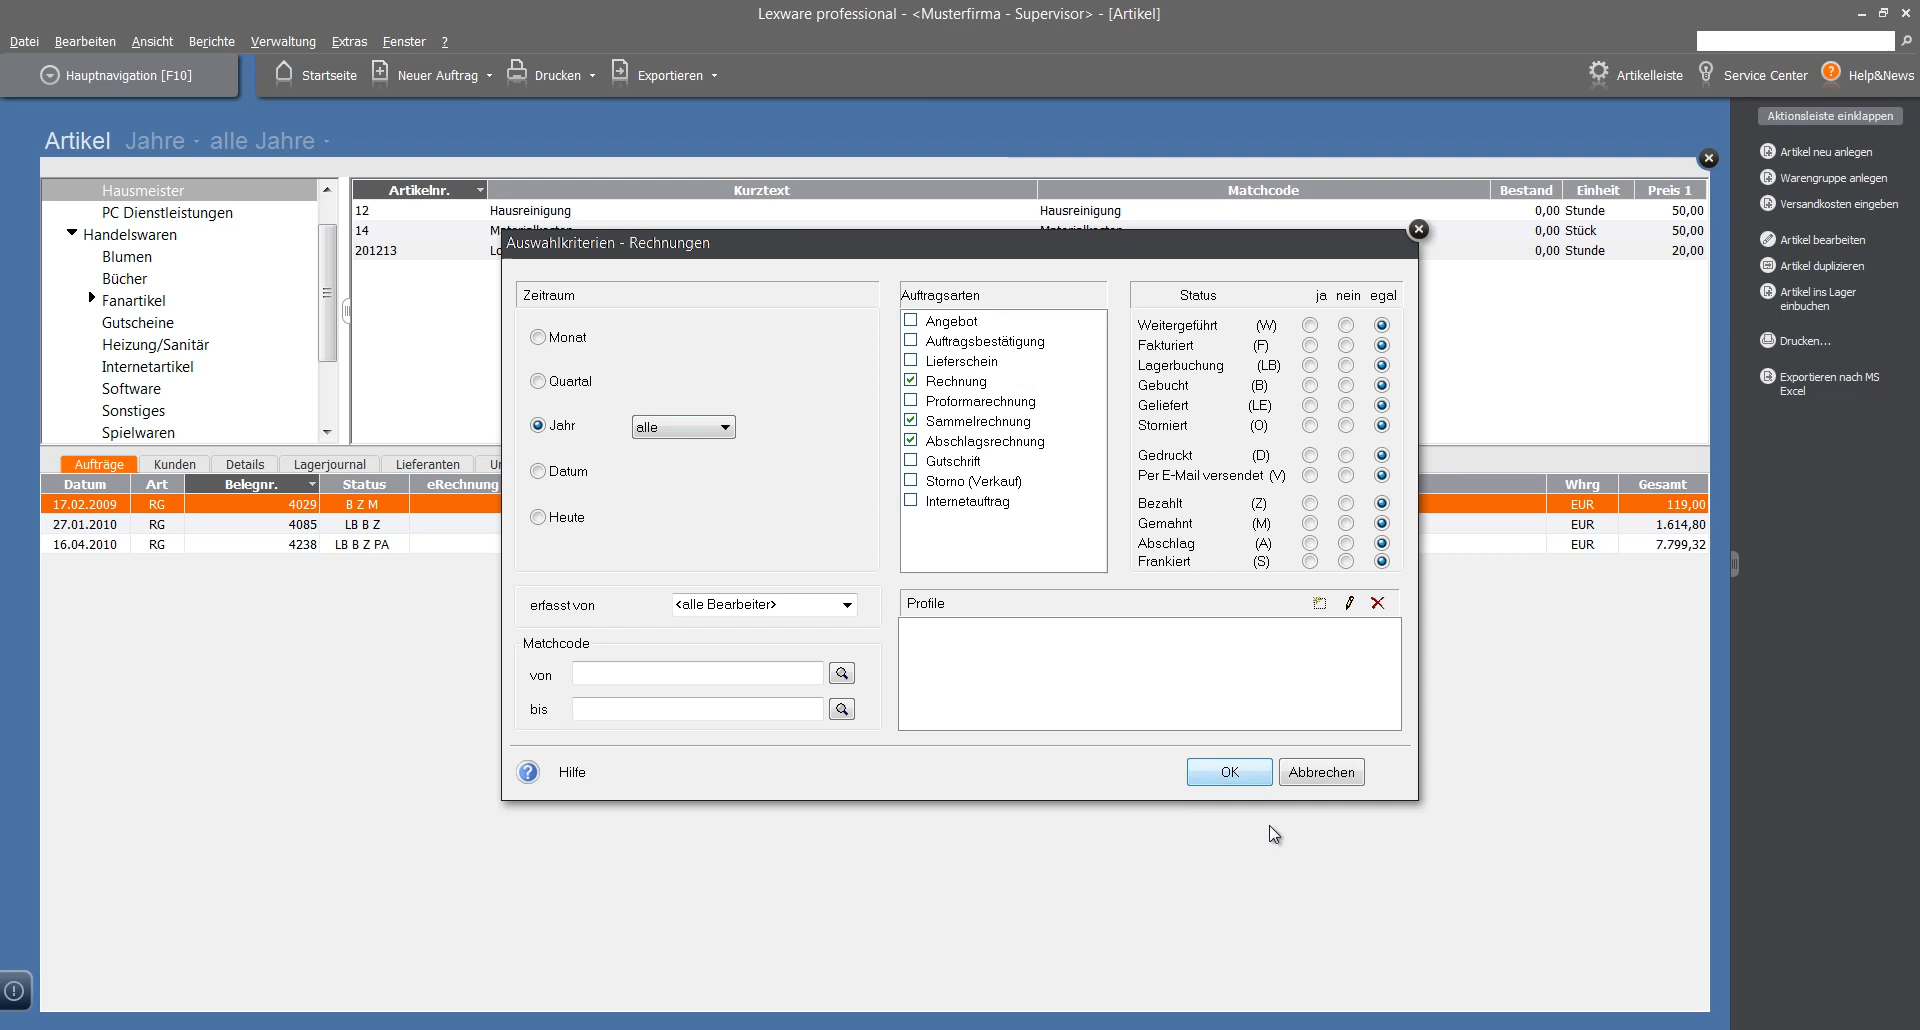 Lexware professional - <Musterfirma - Supervisor> - [Artikel]
Datei Bearbeiten Ansicht Berichte Verwaltung Extras Fenster ?
Hauptnavigation [F10] Startseite Neuer Auftrag Drucken Exportieren Artikelleiste Service Center ? Help&News
Aktionsleiste einklappen
Artikel neu anlegen
Warengruppe anlegen
Versandkosten eingeben
Artikel bearbeiten
Artikel duplizieren
Artikel ins Lager
einbuchen
Drucken...
Exportieren nach MS
Excel
Artikel Jahre - alle Jahre -
Hausmeister
PC Dienstleistungen
Handelswaren
Blumen
Bücher
Fanartikel
Gutscheine
Heizung/Sanitär
Internetartikel
Software
Sonstiges
Spielwaren
Artikelnr. Kurztext Matchcode Bestand Einheit Preis 1
12 Hausreinigung Hausreinigung 0,00 Stunde 50,00
14 0,00 Stück 50,00
201213 0,00 Stunde 20,00
Aufträge Kunden Details Lagerjournal Lieferanten
Datum Art Belegnr. Status eRechnung Whrg Gesamt
17.02.2009 RG 4029 B Z M EUR 119,00
27.01.2010 RG 4085 LB B Z EUR 1.614,80
16.04.2010 RG 4238 LB B Z PA EUR 7.799,32
Auswahlkriterien - Rechnungen
Zeitraum
Monat
Quartal
Jahr alle
Datum
Heute
Auftragsarten
Angebot
Auftragsbestätigung
Lieferschein
Rechnung
Proformarechnung
Sammelrechnung
Abschlagsrechnung
Gutschrift
Storno (Verkauf)
Internetauftrag
Status ja nein egal
Weitergeführt (W)
Fakturiert (F)
Lagerbuchung (LB)
Gebucht (B)
Geliefert (LE)
Storniert (O)
Gedruckt (D)
Per E-Mail versendet (V)
Bezahlt (Z)
Gemahnt (M)
Abschlag (A)
Frankiert (S)
erfasst von <alle Bearbeiter>
Matchcode
von
bis
Profile
? Hilfe
OK Abbrechen